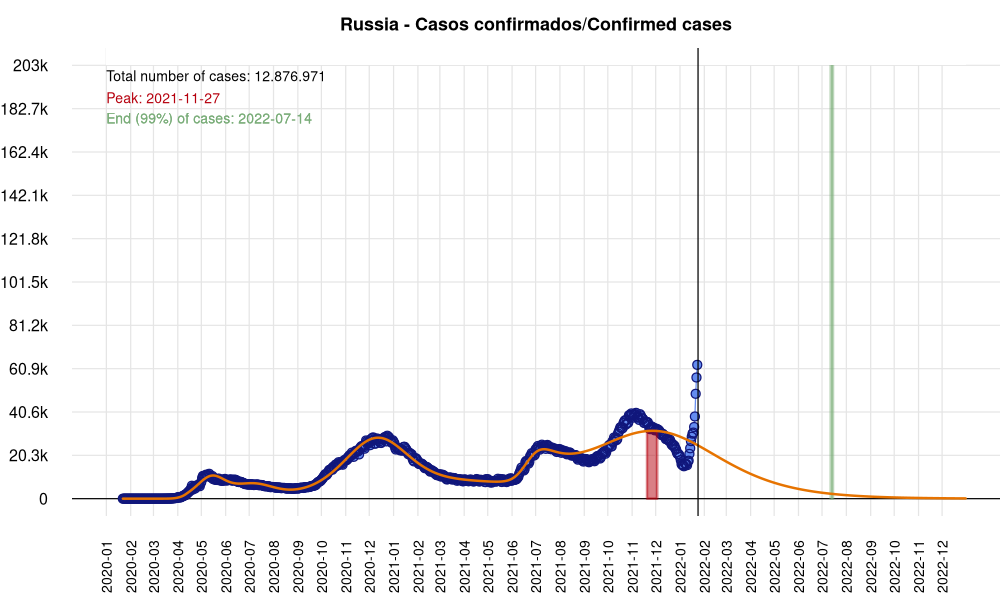 Russia - Casos confirmados/Confirmed cases
Total number of cases: 12.876.971
Peak: 2021-11-27
End (99%) of cases: 2022-07-14
203k
182.7k
162.4k
142.1k
121.8k
101.5k
81.2k
60.9k
40.6k
20.3k
0
2020-01
2020-02
2020-03
2020-04
2020-05
2020-06
2020-07
2020-08
2020-09
2020-10
2020-11
2020-12
2021-01
2021-02
2021-03
2021-04
2021-05
2021-06
2021-07
2021-08
2021-09
2021-10
2021-11
2021-12
2022-01
2022-02
2022-03
2022-04
2022-05
2022-06
2022-07
2022-08
2022-09
2022-10
2022-11
2022-12